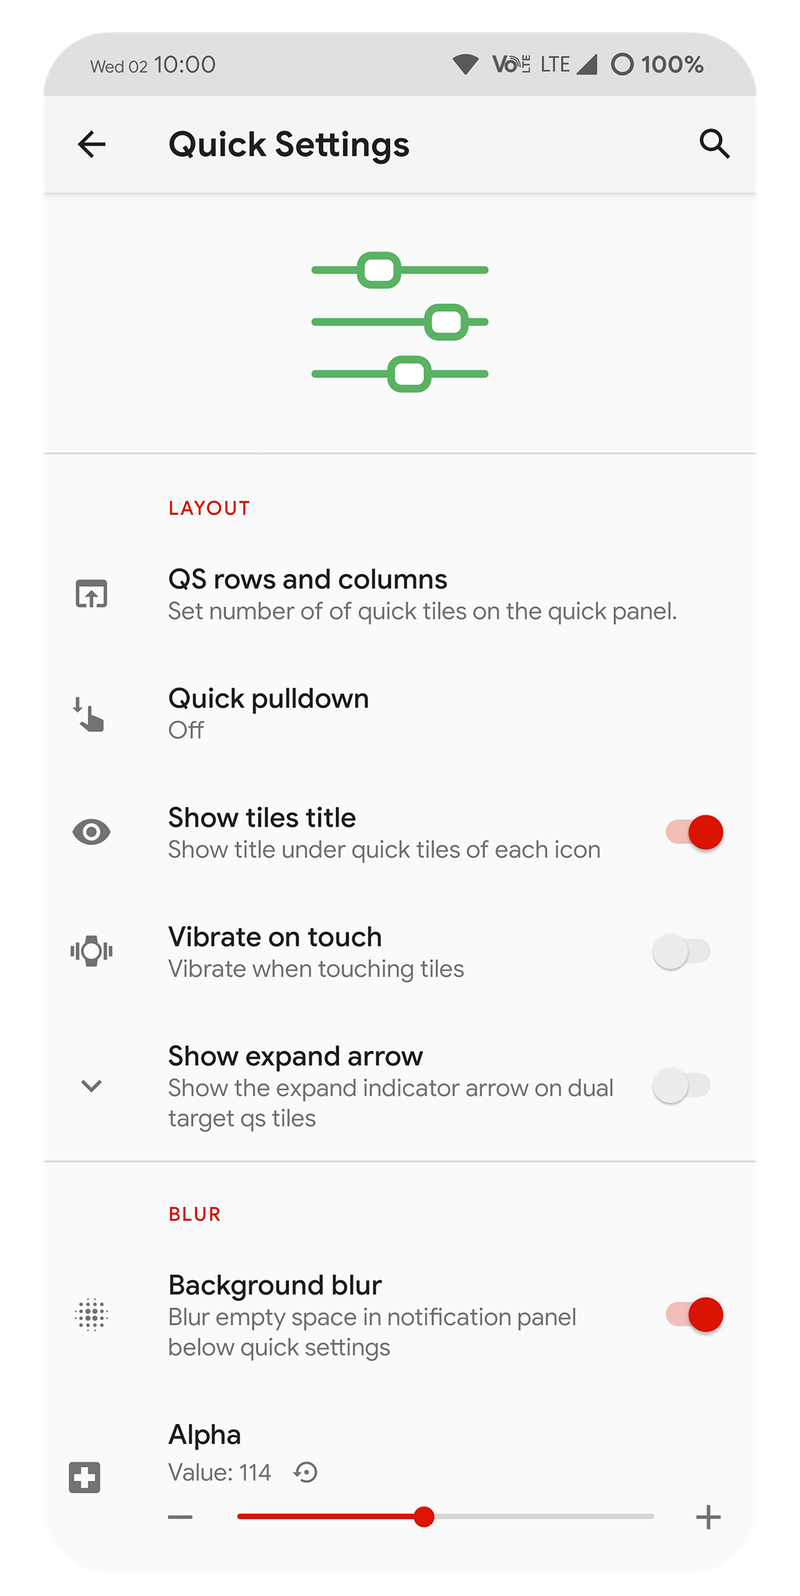 Wed 02 10:00 VoLTE LTE 100%
Quick Settings
LAYOUT
QS rows and columns
Set number of of quick tiles on the quick panel.
Quick pulldown
Off
Show tiles title
Show title under quick tiles of each icon
Vibrate on touch
Vibrate when touching tiles
Show expand arrow
Show the expand indicator arrow on dual
target qs tiles
BLUR
Background blur
Blur empty space in notification panel
below quick settings
Alpha
Value: 114